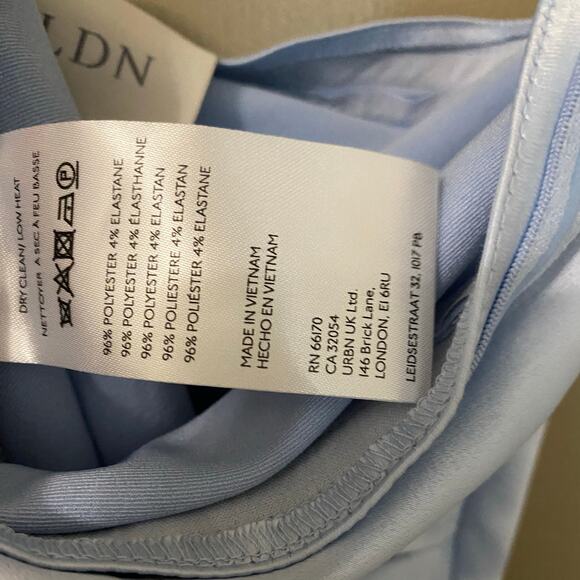 LDN
DRY CLEAN/ LOW HEAT
NETTOYER A SEC A FEU BASSE
96% POLYESTER 4% ELASTANE
96% POLYESTER 4% ÉLASTHANNE
96% POLYESTER 4% ELASTAN
96% POLIESTER 4% ELASTAN
96% POLIÉSTER 4% ELASTANE
MADE IN VIETNAM
HECHO EN VIETNAM
RN 66170
CA 32054
URBN UK Ltd.
146 Brick Lane,
LONDON, E1 6RU
LEIDSESTRAAT 32, 1017 PB